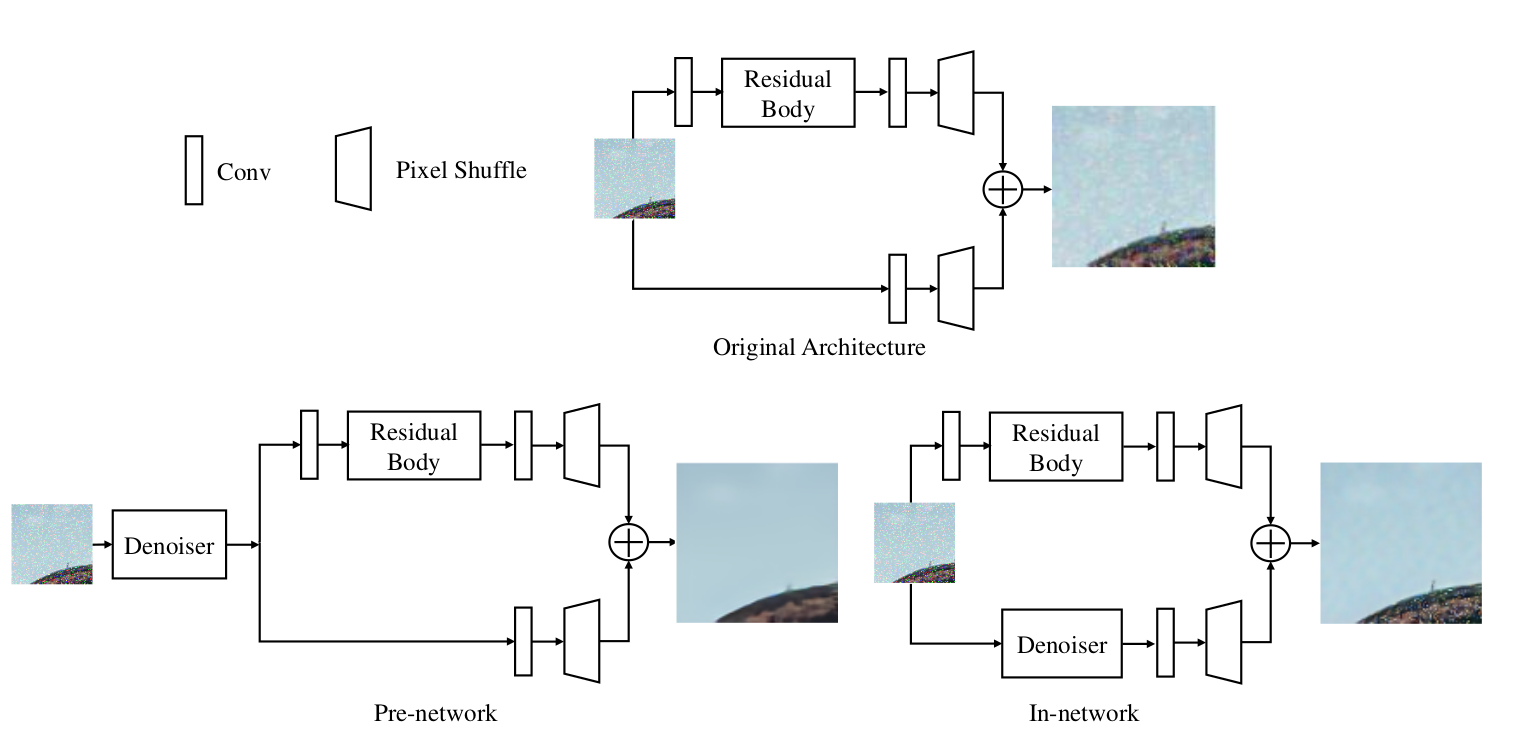 Residual
Body
Conv
Pixel Shuffle
Original Architecture
Residual
Body
Denoiser
Pre-network
Residual
Body
Denoiser
In-network